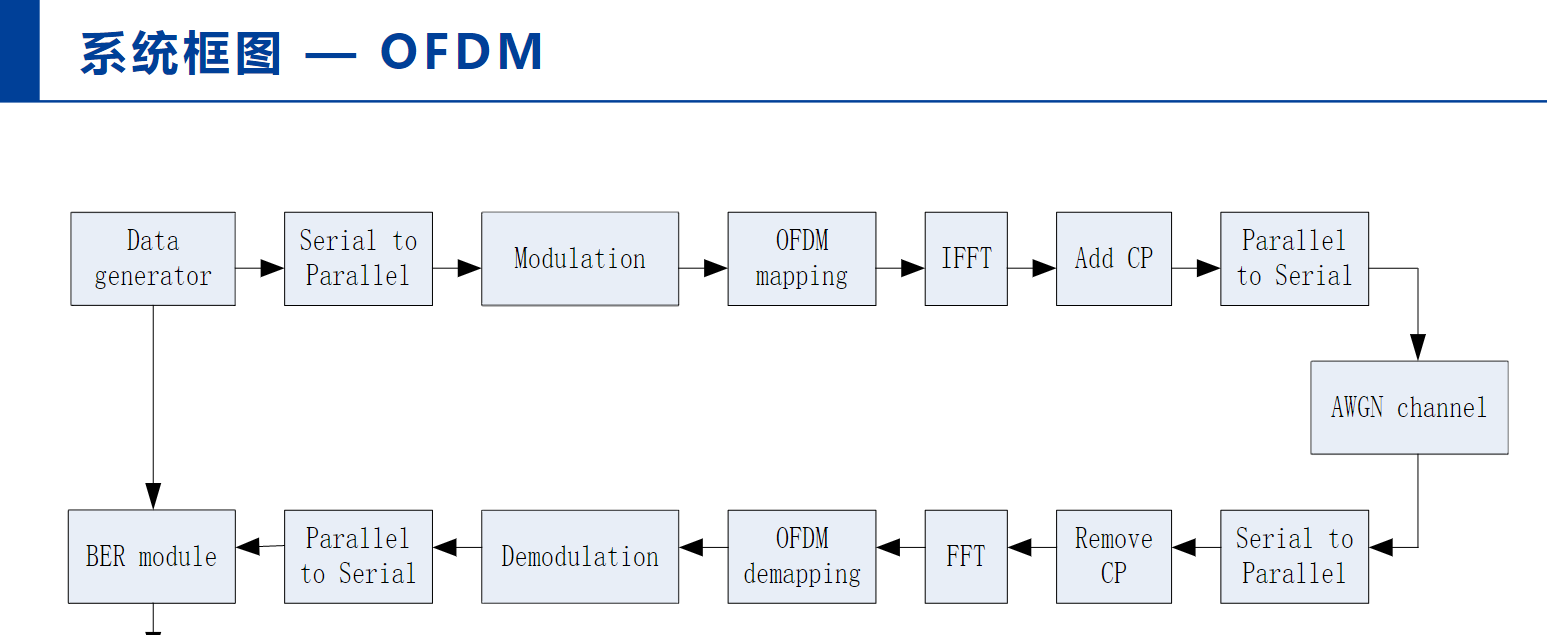 系统框图 — OFDM
Data
generator
Serial to
Parallel
Modulation
OFDM
mapping
IFFT
Add CP
Parallel
to Serial
AWGN channel
BER module
Parallel
to Serial
Demodulation
OFDM
demapping
FFT
Remove
CP
Serial to
Parallel